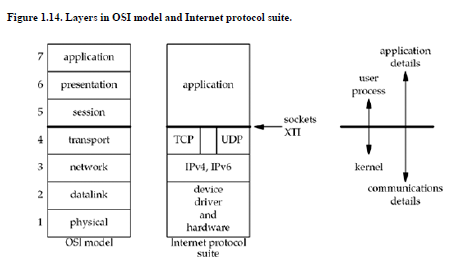 Figure 1.14. Layers in OSI model and Internet protocol suite.
7 application
6 presentation
5 session
4 transport
3 network
2 datalink
1 physical
OSI model
application
TCP UDP
IPv4, IPv6
device
driver
and
hardware
Internet protocol
suite
sockets
XTI
application
details
user
process
kernel
communications
details